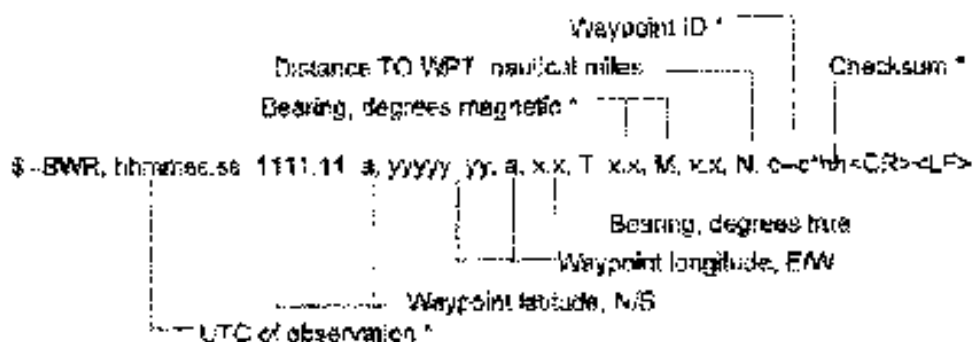 Waypoint ID *
Distance TO WPT, nautical miles
Checksum *
Bearing, degrees magnetic *
$--BWR, hhmmss.ss 1111.11 a, yyyyy yy, a, x.x, T x.x, M, x.x, N, c--c*hh<CR><LF>
Bearing, degrees true
Waypoint longitude, E/W
Waypoint latitude, N/S
UTC of observation *